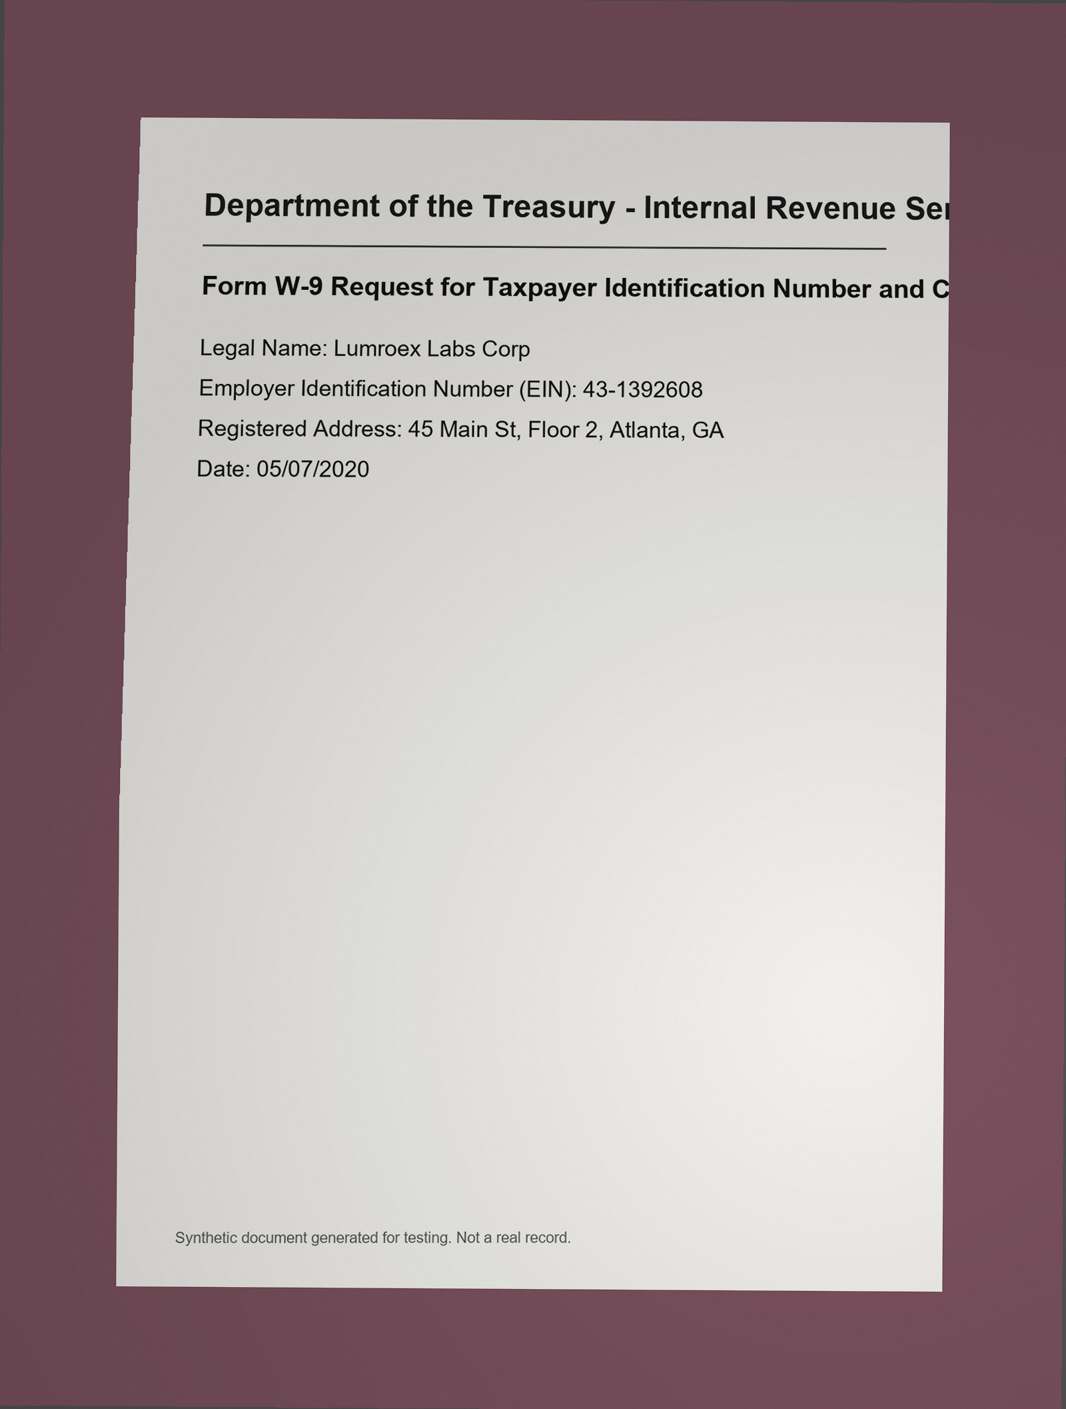 Department of the Treasury - Internal Revenue
Form W-9 Request for Taxpayer Identification Number and
Legal Name: Lumroex Labs Corp
Employer Identification Number (EIN): 43-1392608
Registered Address: 45 Main St, Floor 2, Atlanta, GA
Date: 05/07/2020
Synthetic document generated for testing. Not a real record.